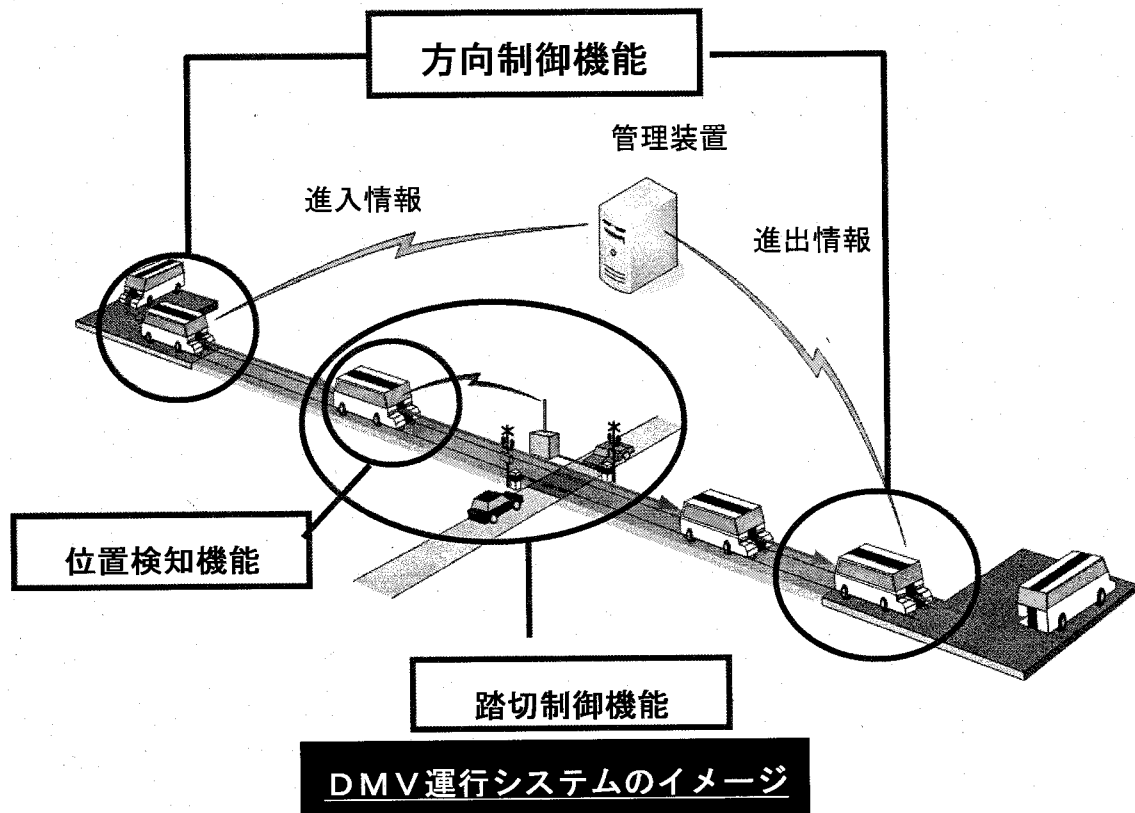 方向制御機能
管理装置
進入情報
進出情報
位置検知機能
踏切制御機能
DMV運行システムのイメージ